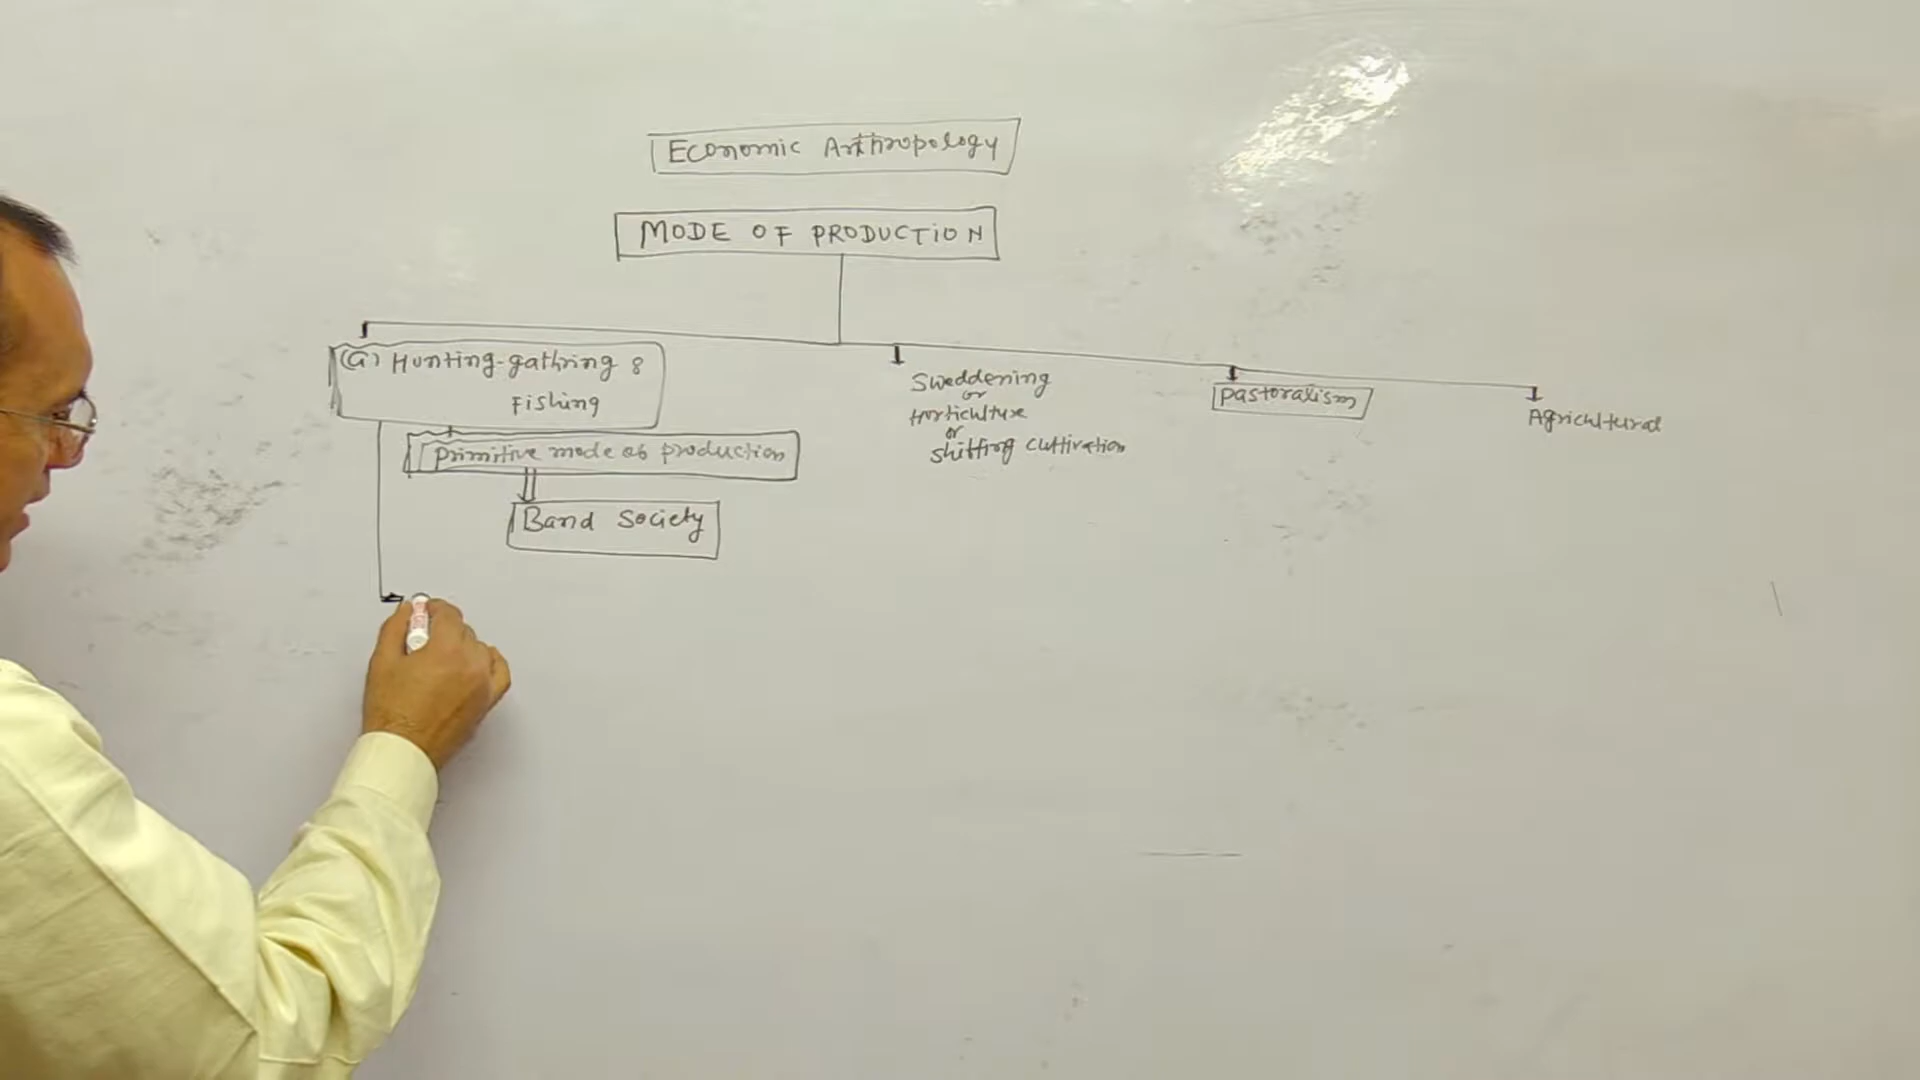 Economic Anthropology
MODE OF PRODUCTION
(a) Hunting-gathring &
Fishing
Primitive mode of production
Band Society
Sweddening
or
Horticulture
or
shifting cultivation
Pastoralism
Agricultural